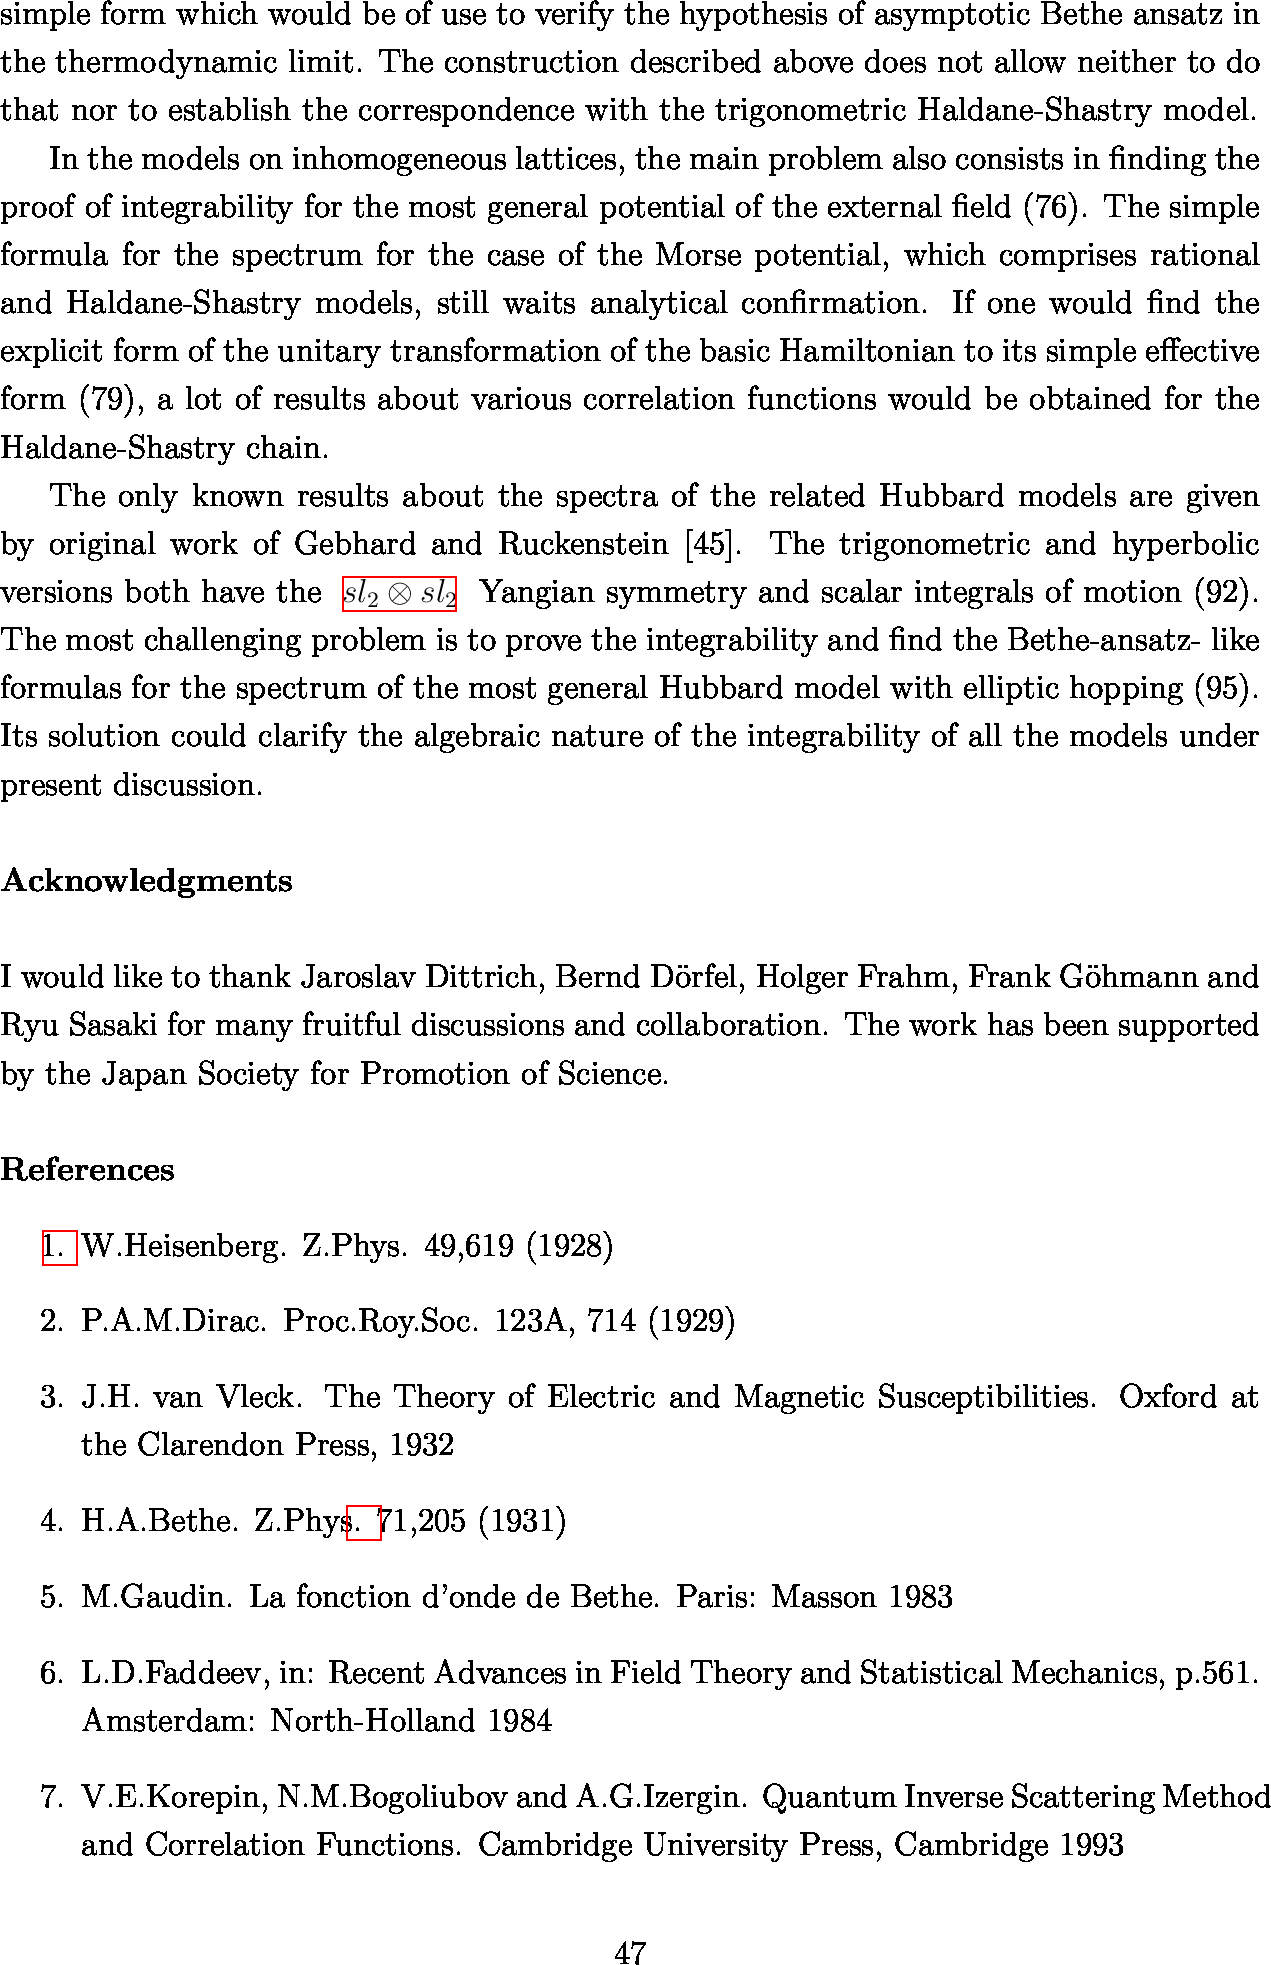 simple form which would be of use to verify the hypothesis of asymptotic Bethe ansatz in
the thermodynamic limit. The construction described above does not allow neither to do
that nor to establish the correspondence with the trigonometric Haldane-Shastry model.
In the models on inhomogeneous lattices, the main problem also consists in finding the
proof of integrability for the most general potential of the external field (76). The simple
formula for the spectrum for the case of the Morse potential, which comprises rational
and Haldane-Shastry models, still waits analytical confirmation. If one would find the
explicit form of the unitary transformation of the basic Hamiltonian to its simple effective
form (79), a lot of results about various correlation functions would be obtained for the
Haldane-Shastry chain.
The only known results about the spectra of the related Hubbard models are given
by original work of Gebhard and Ruckenstein [45]. The trigonometric and hyperbolic
versions both have the sl₂ ⊗ sl₂ Yangian symmetry and scalar integrals of motion (92).
The most challenging problem is to prove the integrability and find the Bethe-ansatz- like
formulas for the spectrum of the most general Hubbard model with elliptic hopping (95).
Its solution could clarify the algebraic nature of the integrability of all the models under
present discussion.
Acknowledgments
I would like to thank Jaroslav Dittrich, Bernd Dörfel, Holger Frahm, Frank Göhmann and
Ryu Sasaki for many fruitful discussions and collaboration. The work has been supported
by the Japan Society for Promotion of Science.
References
1. W.Heisenberg. Z.Phys. 49,619 (1928)
2. P.A.M.Dirac. Proc.Roy.Soc. 123A, 714 (1929)
3. J.H. van Vleck. The Theory of Electric and Magnetic Susceptibilities. Oxford at
the Clarendon Press, 1932
4. H.A.Bethe. Z.Phys. 71,205 (1931)
5. M.Gaudin. La fonction d'onde de Bethe. Paris: Masson 1983
6. L.D.Faddeev, in: Recent Advances in Field Theory and Statistical Mechanics, p.561.
Amsterdam: North-Holland 1984
7. V.E.Korepin, N.M.Bogoliubov and A.G.Izergin. Quantum Inverse Scattering Method
and Correlation Functions. Cambridge University Press, Cambridge 1993
47